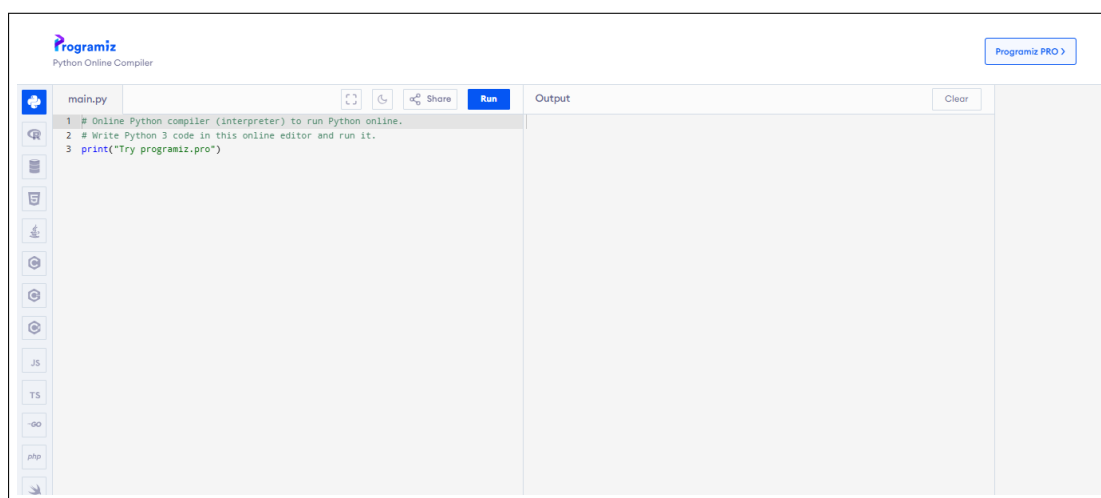 Programiz
Python Online Compiler
Programiz PRO >
main.py
Share
Run
Output
Clear
1 # Online Python compiler (interpreter) to run Python online.
2 # Write Python 3 code in this online editor and run it.
3 print("Try programiz.pro")
JS
TS
GO
php